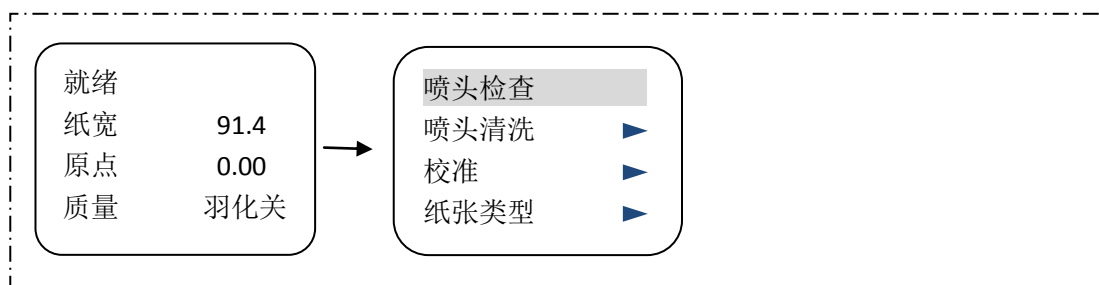 就绪
纸宽 91.4
原点 0.00
质量 羽化关
喷头检查
喷头清洗
校准
纸张类型